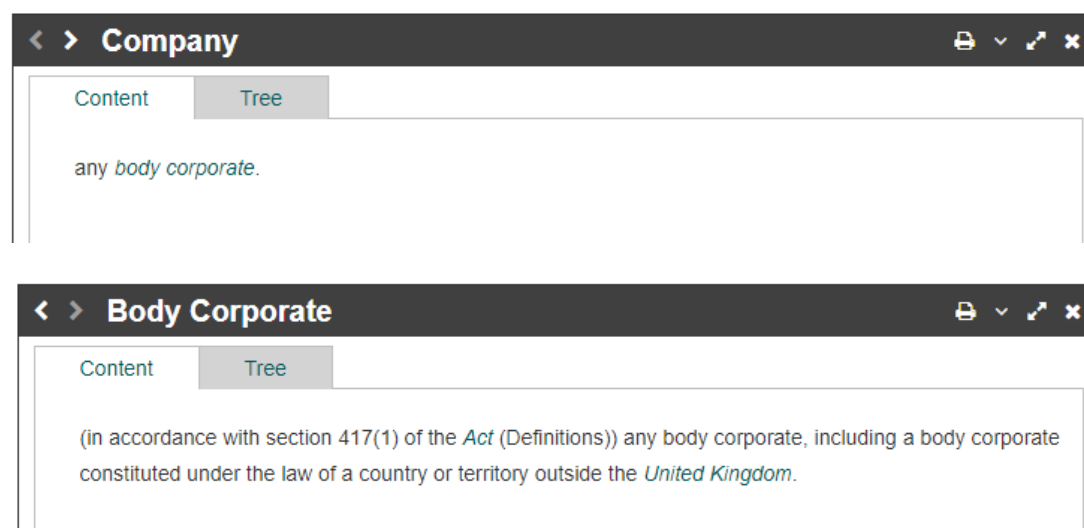 Company
Content Tree
any body corporate.
Body Corporate
Content Tree
(in accordance with section 417(1) of the Act (Definitions)) any body corporate, including a body corporate
constituted under the law of a country or territory outside the United Kingdom.